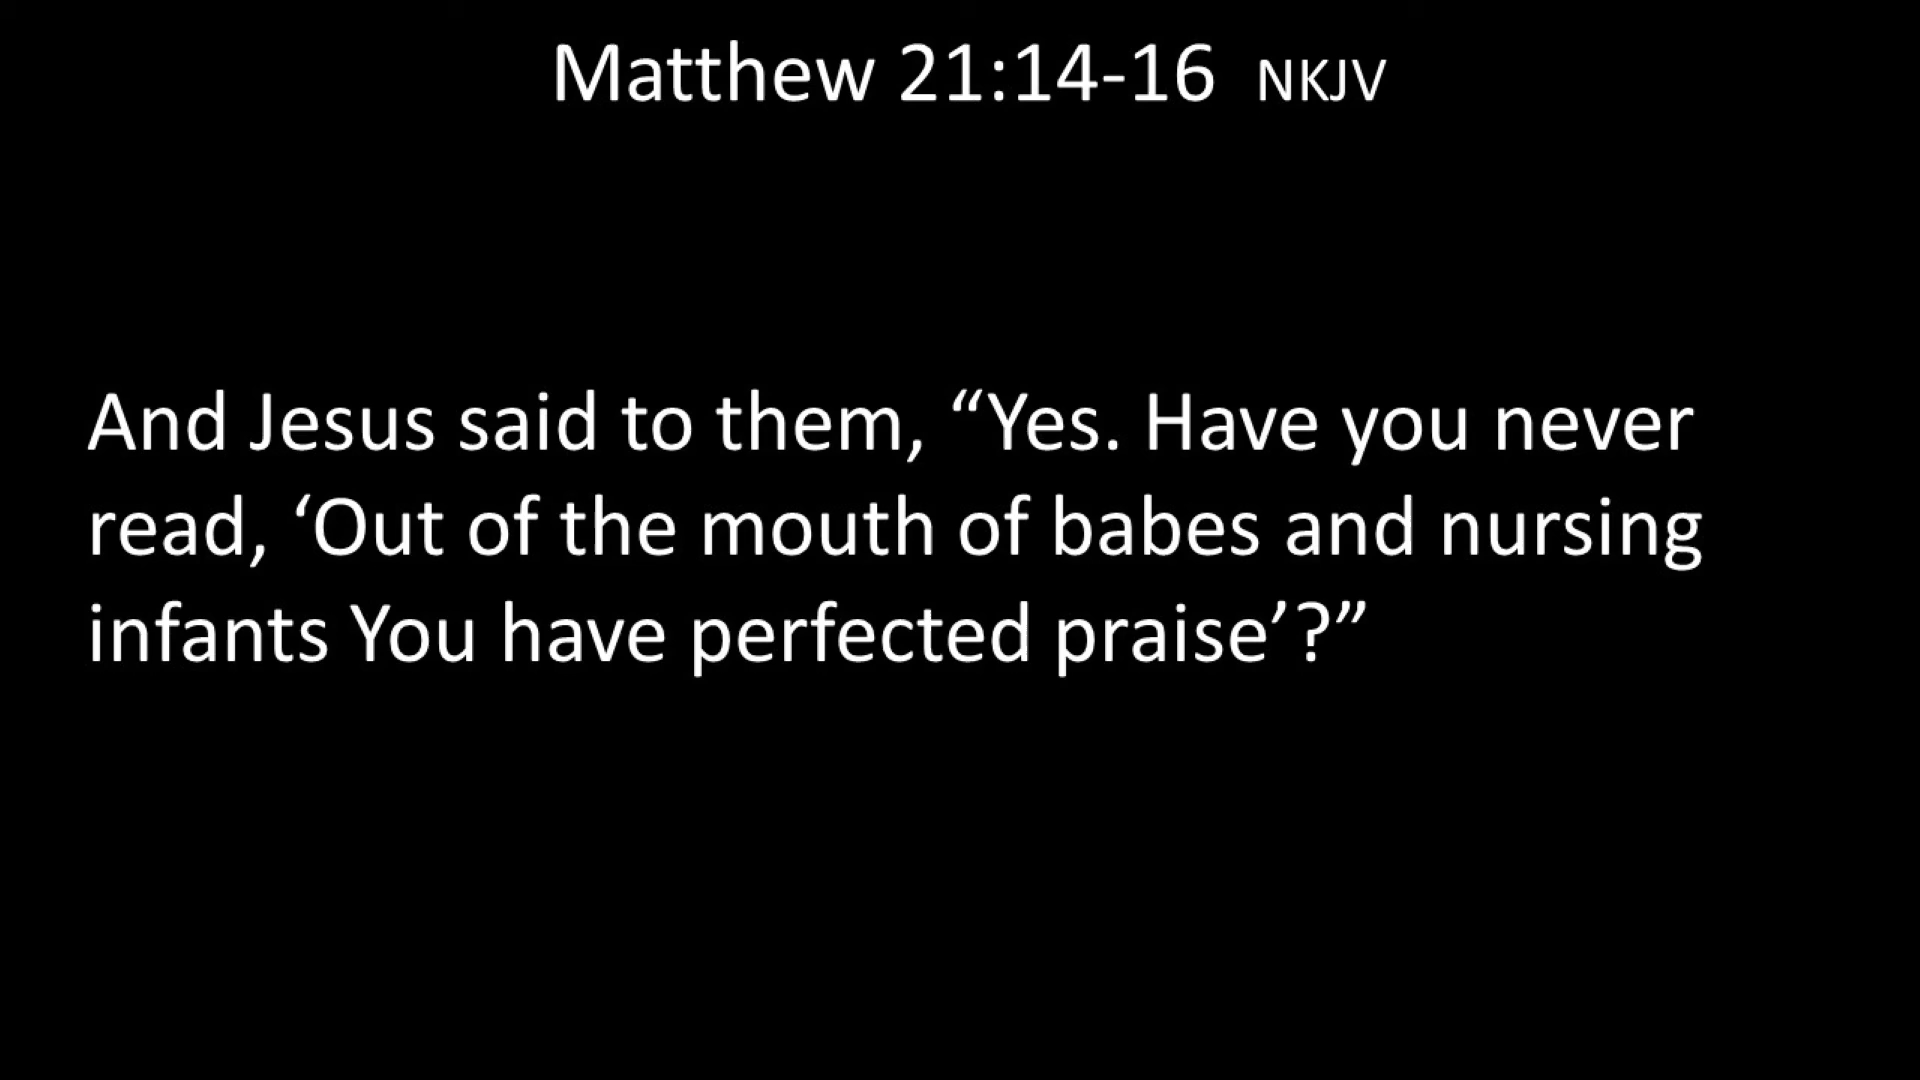 Matthew 21:14-16 NKJV
And Jesus said to them, “Yes. Have you never
read, ‘Out of the mouth of babes and nursing
infants You have perfected praise’?”